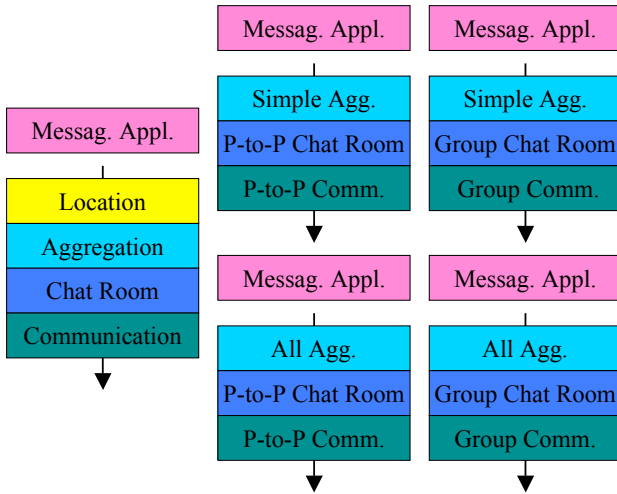 Messag. Appl.
Location
Aggregation
Chat Room
Communication
Messag. Appl.
Simple Agg.
P-to-P Chat Room
P-to-P Comm.
Messag. Appl.
Simple Agg.
Group Chat Room
Group Comm.
Messag. Appl.
All Agg.
P-to-P Chat Room
P-to-P Comm.
Messag. Appl.
All Agg.
Group Chat Room
Group Comm.